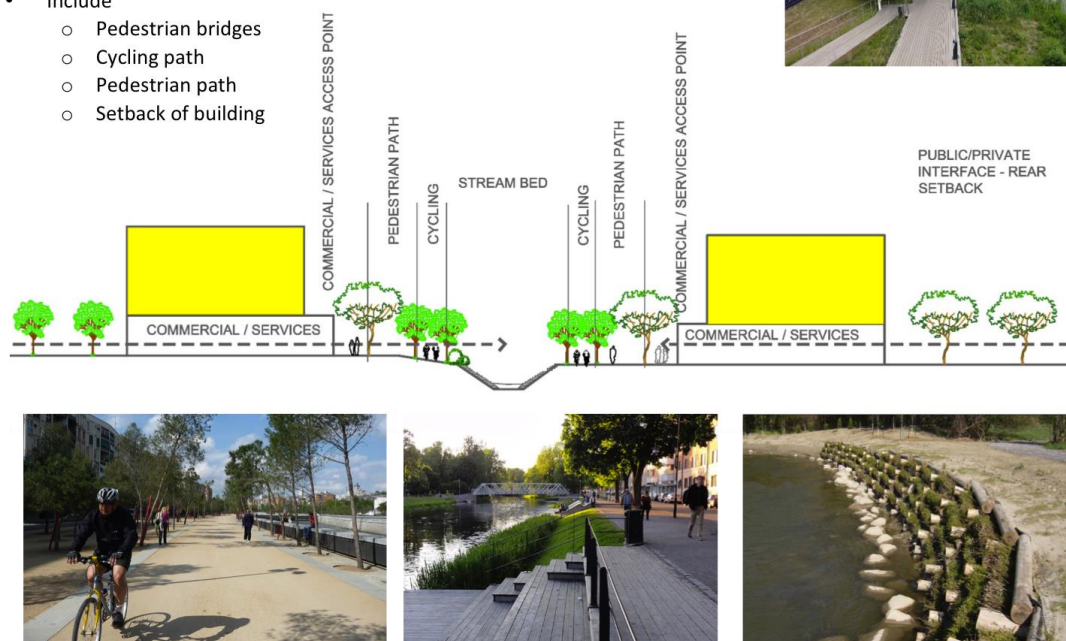 • Include
o Pedestrian bridges
o Cycling path
o Pedestrian path
o Setback of building
COMMERCIAL / SERVICES ACCESS POINT
PEDESTRIAN PATH
CYCLING
STREAM BED
CYCLING
PEDESTRIAN PATH
COMMERCIAL / SERVICES ACCESS POINT
PUBLIC/PRIVATE
INTERFACE - REAR
SETBACK
COMMERCIAL / SERVICES
COMMERCIAL / SERVICES